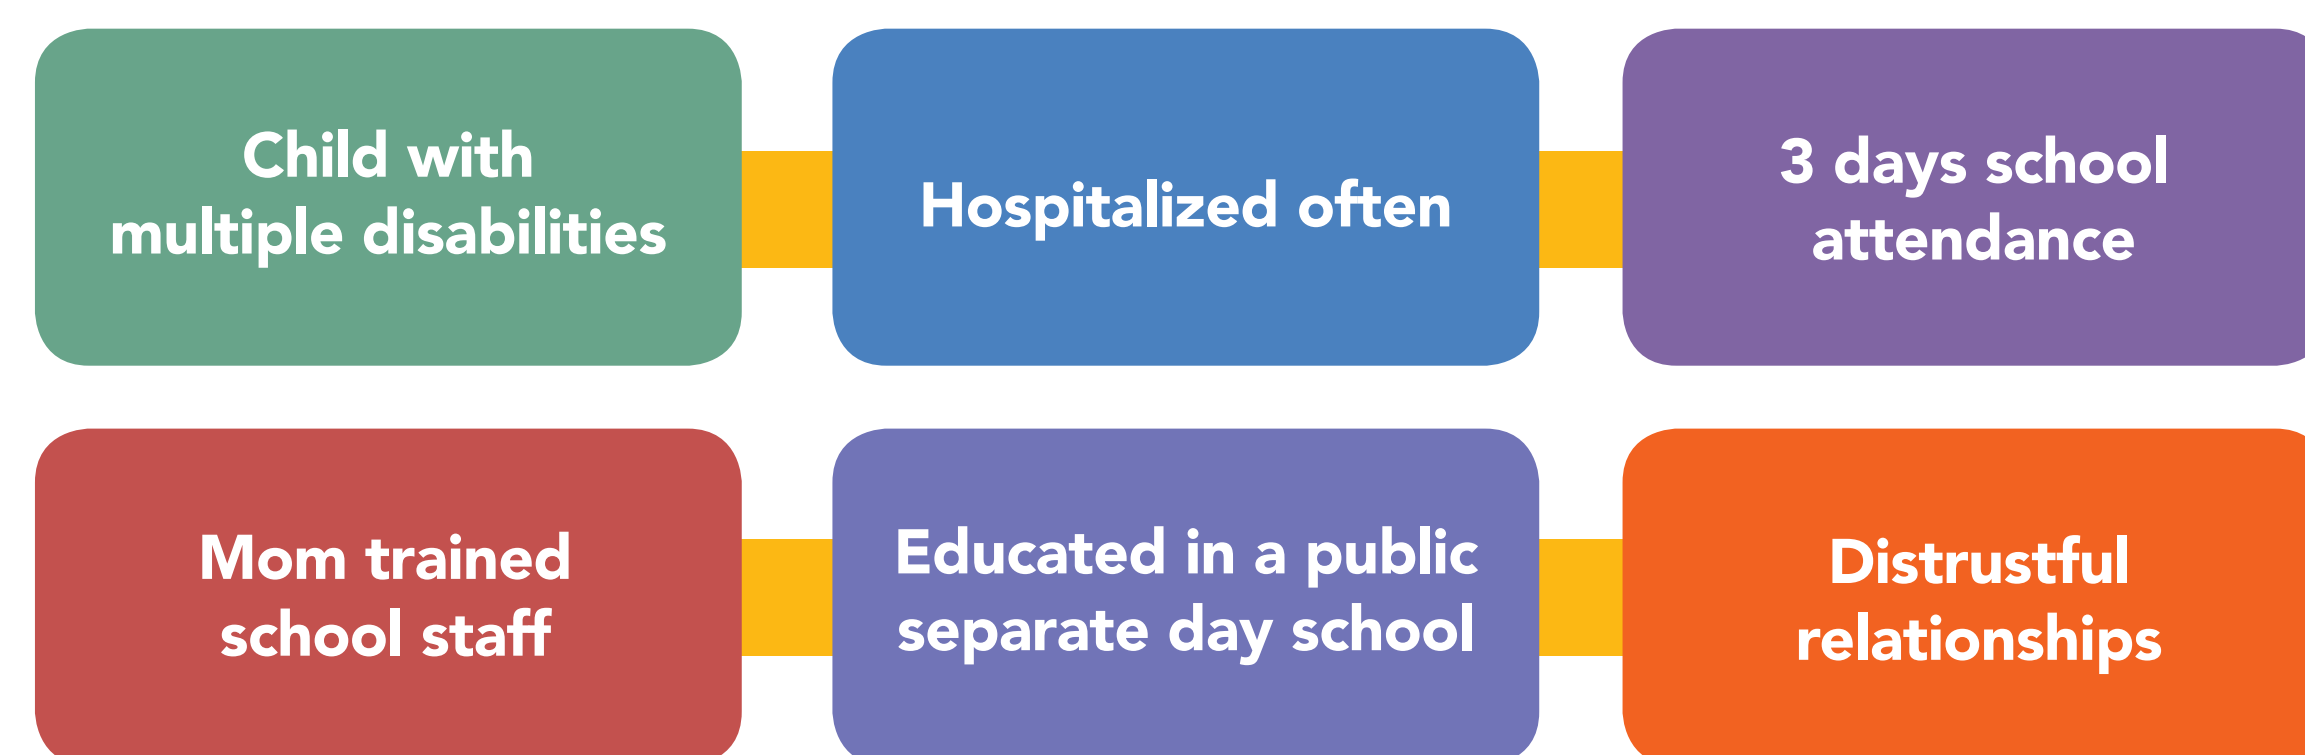 Child with
multiple disabilities
Hospitalized often
3 days school
attendance
Mom trained
school staff
Educated in a public
separate day school
Distrustful
relationships